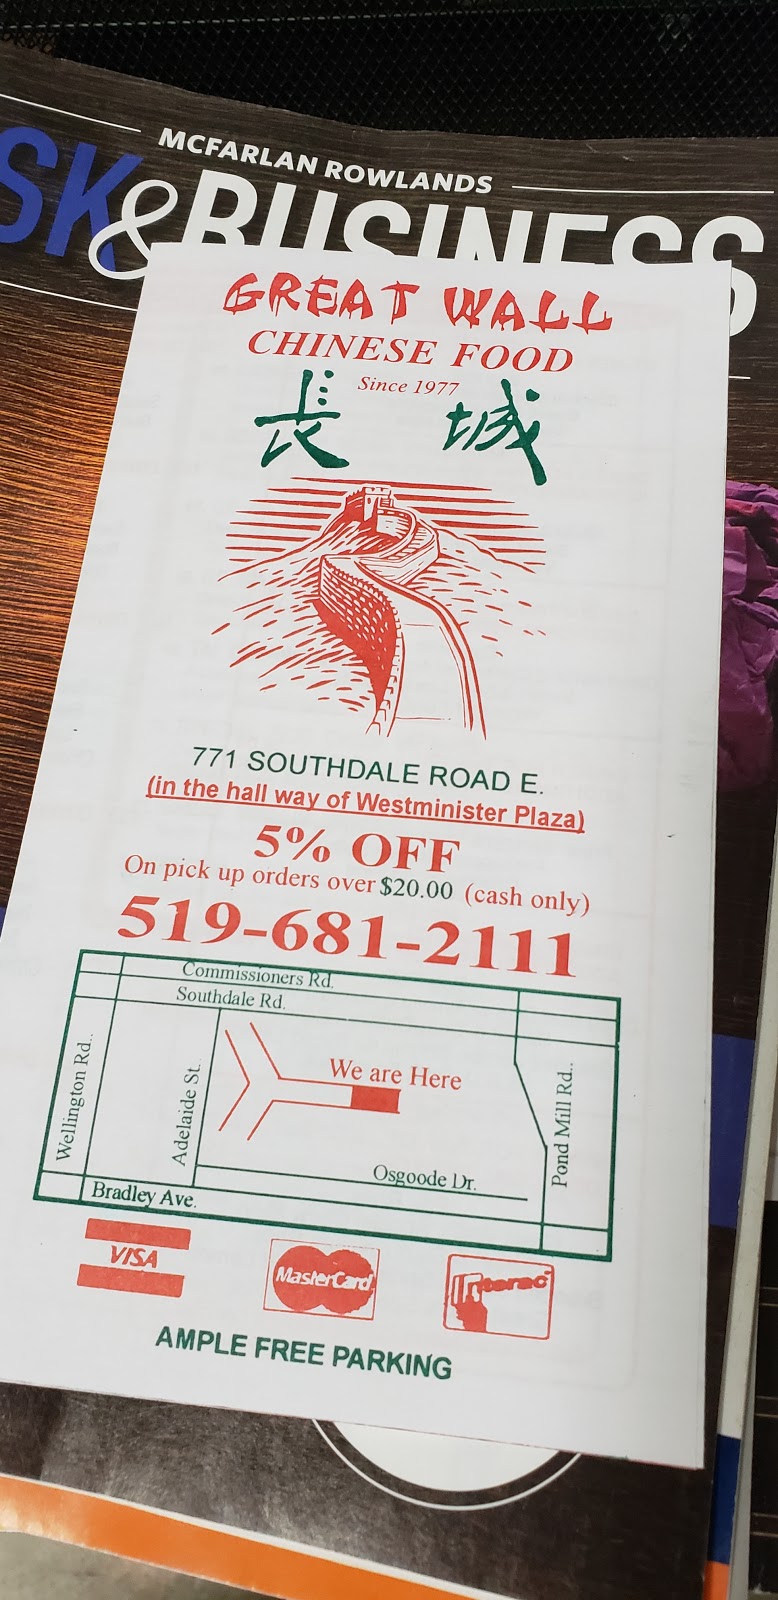 MCFARLAN ROWLANDS
SK & BUSINESS
GREAT WALL
CHINESE FOOD
Since 1977
長城
771 SOUTHDALE ROAD E.
(in the hall way of Westminister Plaza)
5% OFF
On pick up orders over $20.00 (cash only)
519-681-2111
Commissioners Rd.
Southdale Rd.
Wellington Rd..
Adelaide St.
We are Here
Pond Mill Rd..
Osgoode Dr.
Bradley Ave.
VISA
MasterCard
Interac
AMPLE FREE PARKING